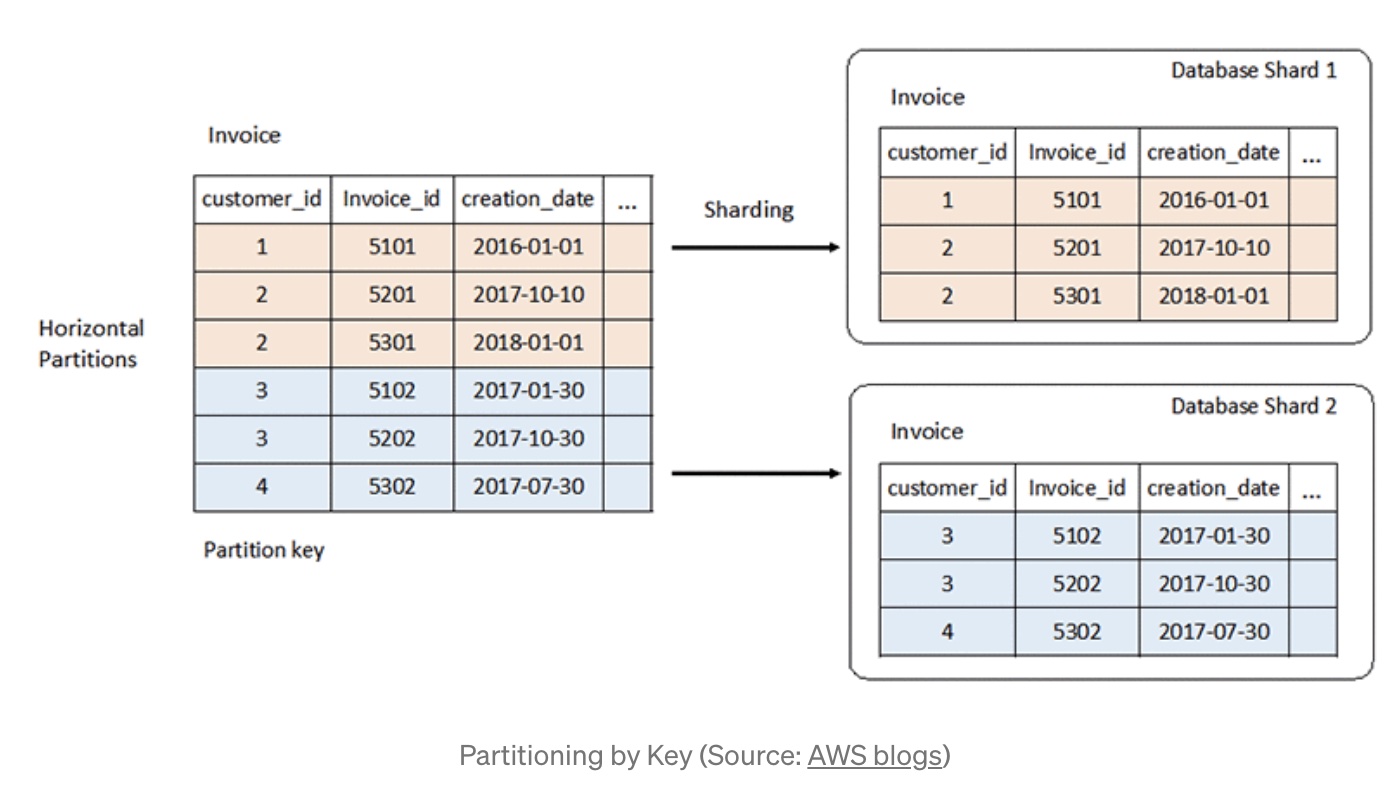 Invoice
customer_id Invoice_id creation_date ...
1 5101 2016-01-01
2 5201 2017-10-10
2 5301 2018-01-01
3 5102 2017-01-30
3 5202 2017-10-30
4 5302 2017-07-30
Horizontal
Partitions
Partition key
Sharding
Database Shard 1
Invoice
customer_id Invoice_id creation_date ...
1 5101 2016-01-01
2 5201 2017-10-10
2 5301 2018-01-01
Database Shard 2
Invoice
customer_id Invoice_id creation_date ...
3 5102 2017-01-30
3 5202 2017-10-30
4 5302 2017-07-30
Partitioning by Key (Source: AWS blogs)